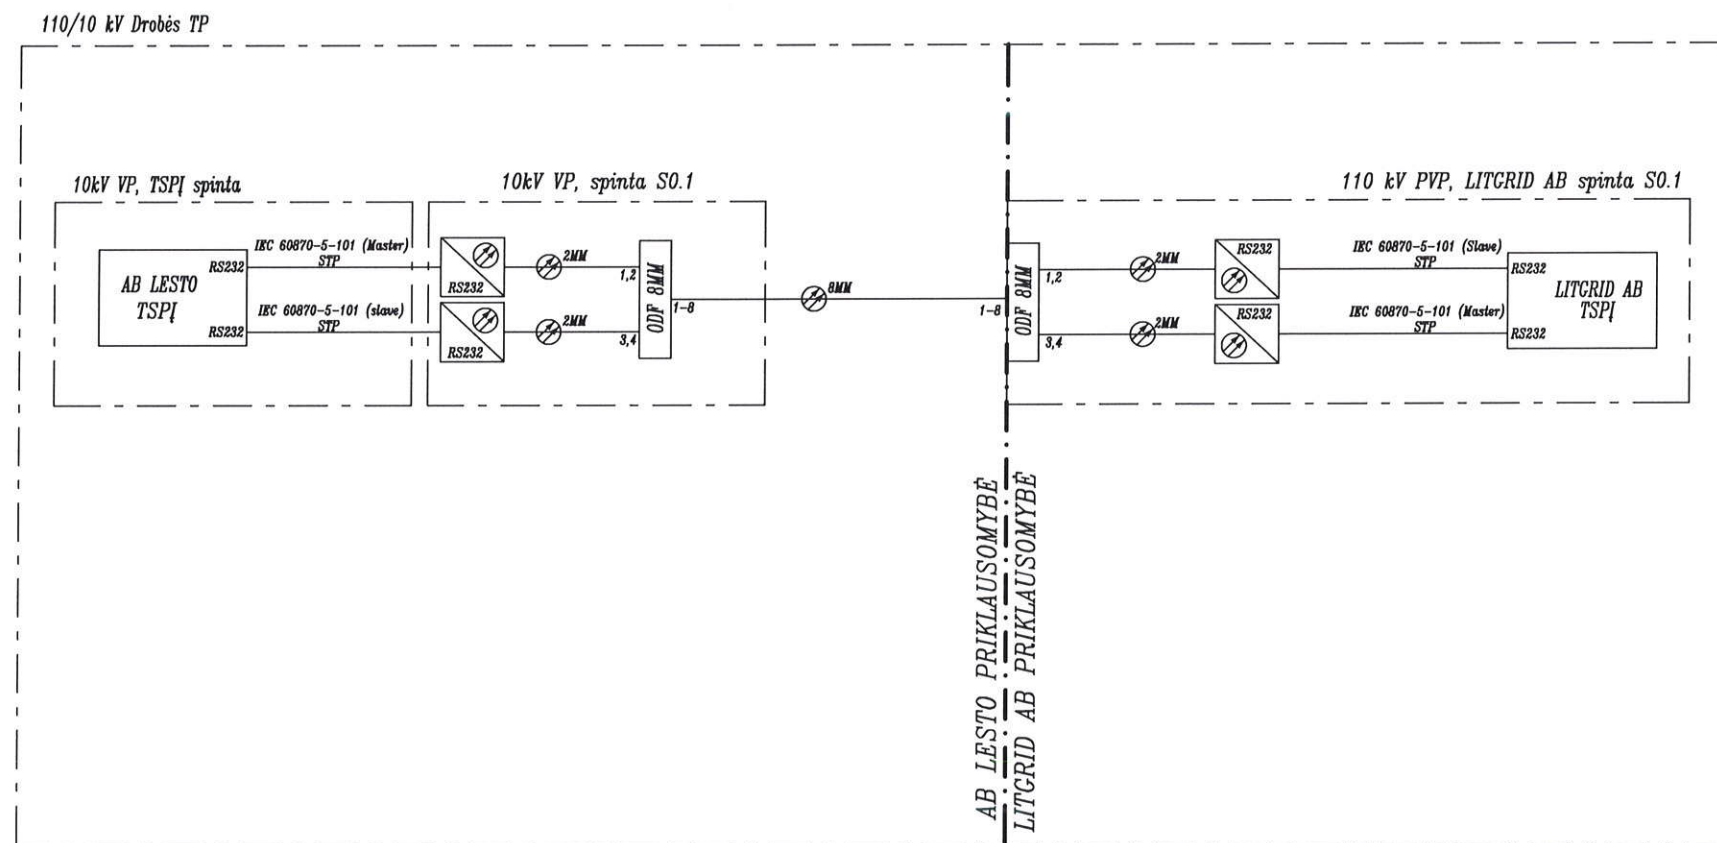 110/10 kV Drobės TP
10kV VP, TSPĮ spinta
10kV VP, spinta S0.1
110 kV PVP, LITGRID AB spinta S0.1
AB LESTO
TSPĮ
RS232
RS232
IEC 60870-5-101 (Master)
STP
IEC 60870-5-101 (slave)
STP
RS232
RS232
2MM
2MM
1,2
3,4
ODF 8MM
1-8
8MM
1-8
ODF 8MM
1,2
3,4
2MM
2MM
RS232
RS232
IEC 60870-5-101 (Slave)
STP
IEC 60870-5-101 (Master)
STP
RS232
RS232
LITGRID AB
TSPĮ
AB LESTO PRIKLAUSOMYBĖ
LITGRID AB PRIKLAUSOMYBĖ